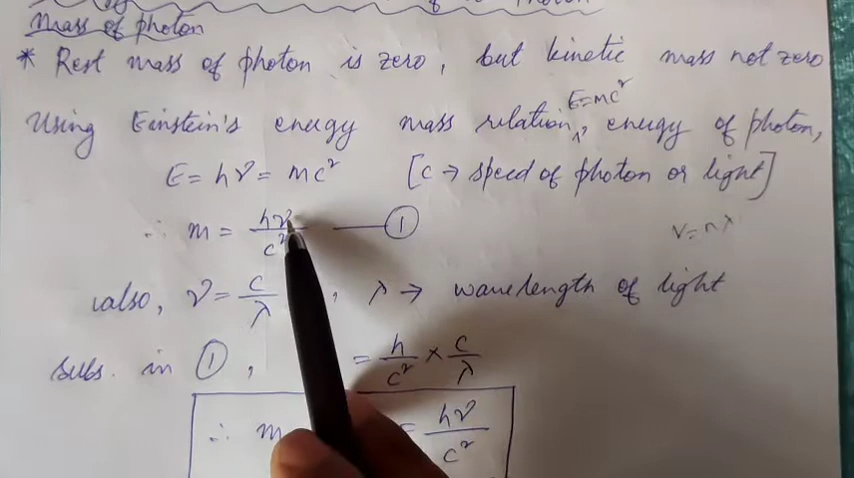 Mass of photon
* Rest mass of photon is zero, but kinetic mass not zero
E=mc²
Using Einstein's energy mass relation, energy of photon,
E = hν = mc² [c → speed of photon or light]
∴ m = hν/c² —— ①
v = nλ
also, ν = c/λ , λ → wavelength of light
subs. in ①, = h/c² × c/λ
∴ m = hν/c²